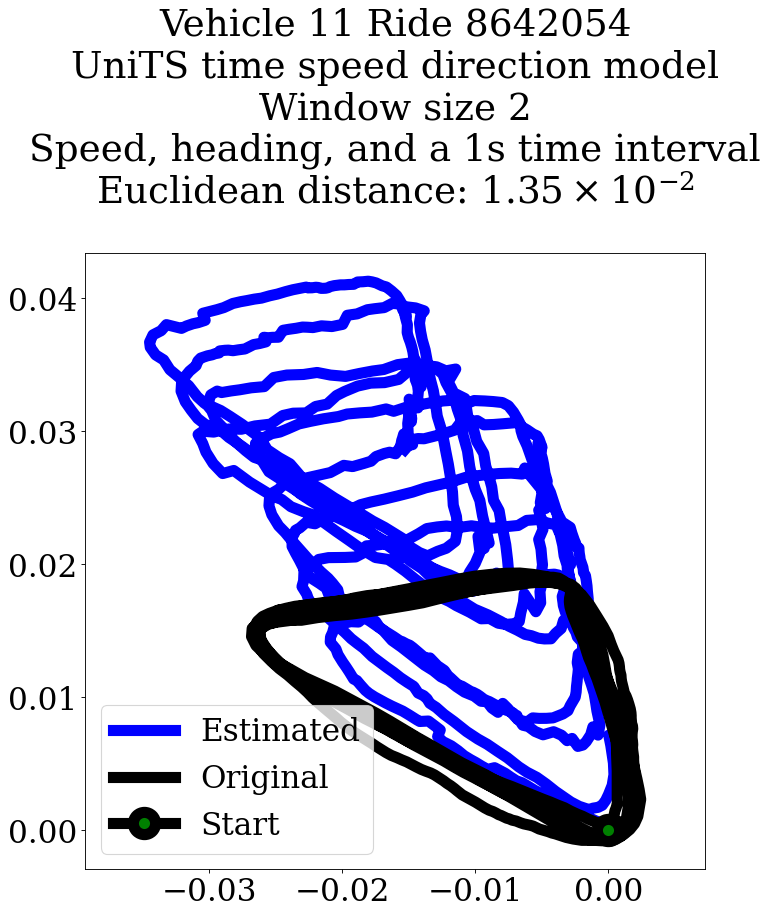 Vehicle 11 Ride 8642054
UniTS time speed direction model
Window size 2
Speed, heading, and a 1s time interval
Euclidean distance: 1.35 × 10⁻²
0.04
0.03
0.02
0.01
0.00
Estimated
Original
Start
−0.03 −0.02 −0.01 0.00